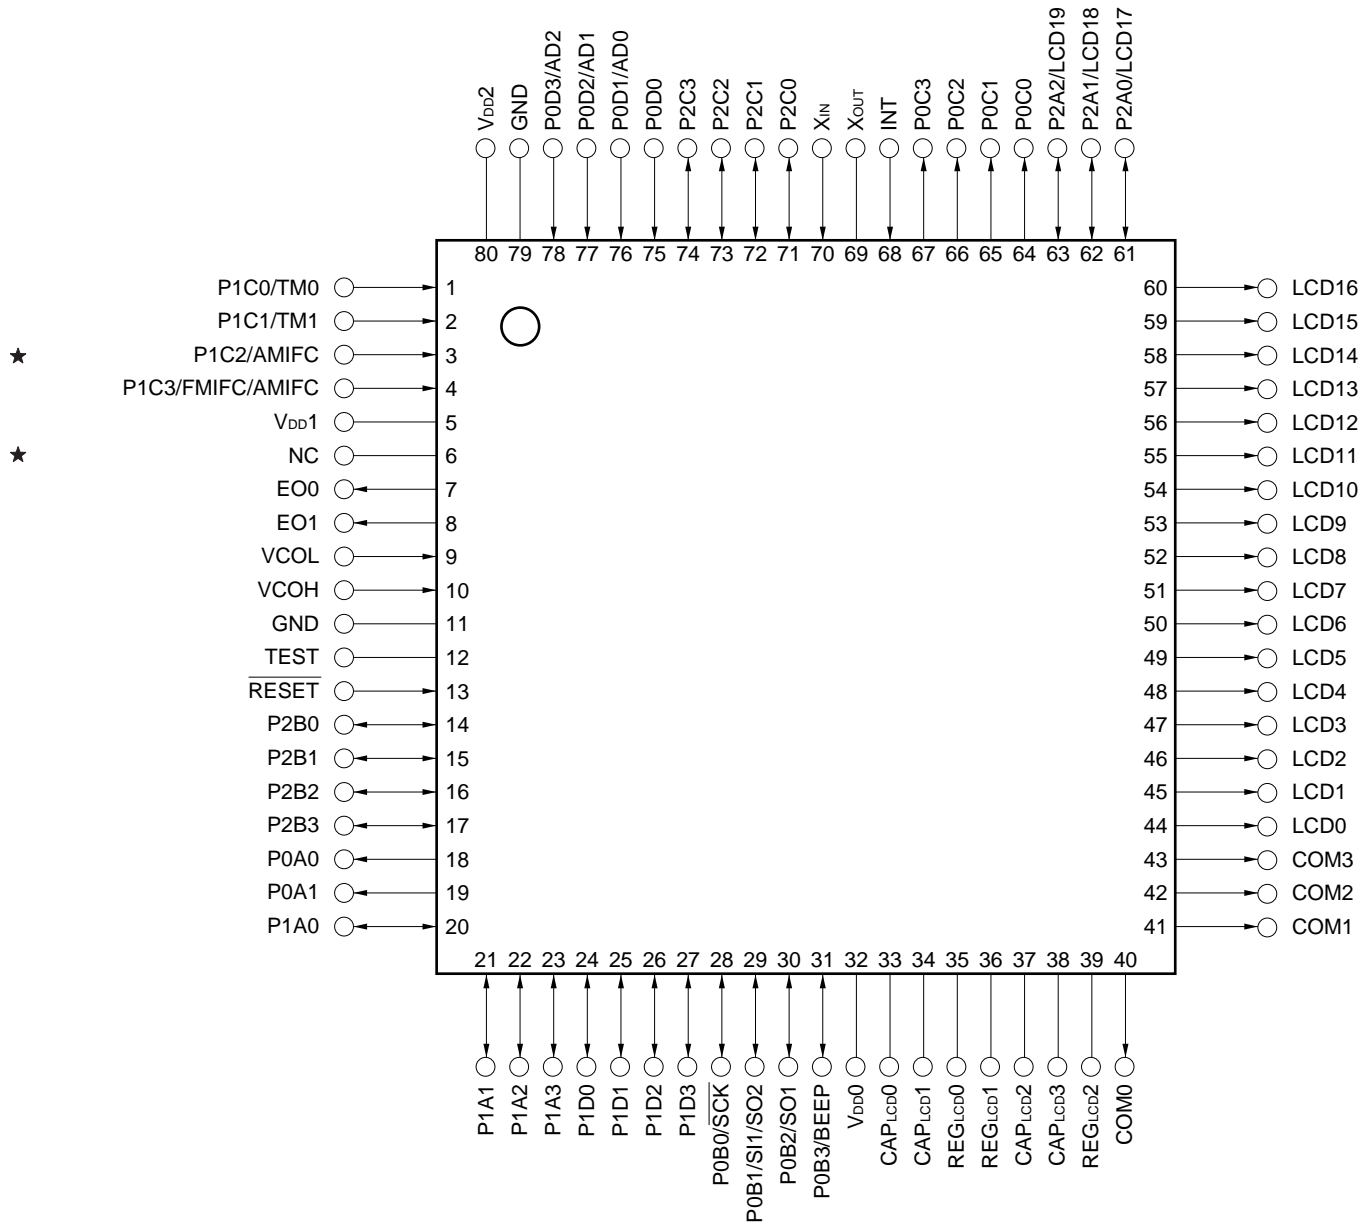 VDD2
GND
P0D3/AD2
P0D2/AD1
P0D1/AD0
P0D0
P2C3
P2C2
P2C1
P2C0
XIN
XOUT
INT
P0C3
P0C2
P0C1
P0C0
P2A2/LCD19
P2A1/LCD18
P2A0/LCD17
80 79 78 77 76 75 74 73 72 71 70 69 68 67 66 65 64 63 62 61
P1C0/TM0 1
P1C1/TM1 2
★ P1C2/AMIFC 3
P1C3/FMIFC/AMIFC 4
VDD1 5
★ NC 6
EO0 7
EO1 8
VCOL 9
VCOH 10
GND 11
TEST 12
RESET 13
P2B0 14
P2B1 15
P2B2 16
P2B3 17
P0A0 18
P0A1 19
P1A0 20
60 LCD16
59 LCD15
58 LCD14
57 LCD13
56 LCD12
55 LCD11
54 LCD10
53 LCD9
52 LCD8
51 LCD7
50 LCD6
49 LCD5
48 LCD4
47 LCD3
46 LCD2
45 LCD1
44 LCD0
43 COM3
42 COM2
41 COM1
21 22 23 24 25 26 27 28 29 30 31 32 33 34 35 36 37 38 39 40
P1A1
P1A2
P1A3
P1D0
P1D1
P1D2
P1D3
P0B0/SCK
P0B1/SI1/SO2
P0B2/SO1
P0B3/BEEP
VDD0
CAPLCD0
CAPLCD1
REGLCD0
REGLCD1
CAPLCD2
CAPLCD3
REGLCD2
COM0